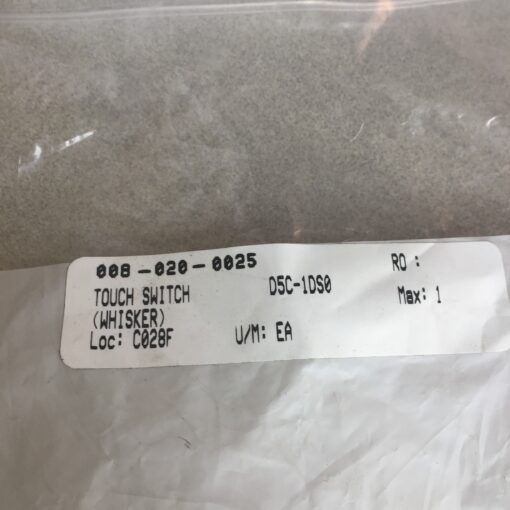 008-020-0025 RO :
TOUCH SWITCH D5C-1DS0 Max: 1
(WHISKER)
Loc: C028F U/M: EA